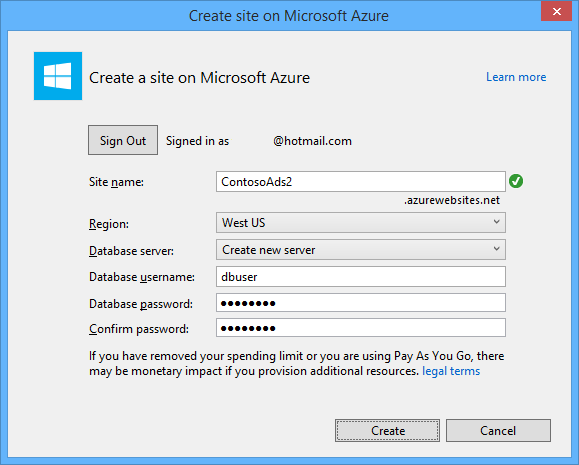 Create site on Microsoft Azure
Create a site on Microsoft Azure
Learn more
Sign Out Signed in as @hotmail.com
Site name: ContosoAds2
.azurewebsites.net
Region: West US
Database server: Create new server
Database username: dbuser
Database password: ●●●●●●●●
Confirm password: ●●●●●●●●
If you have removed your spending limit or you are using Pay As You Go, there
may be monetary impact if you provision additional resources. legal terms
Create Cancel